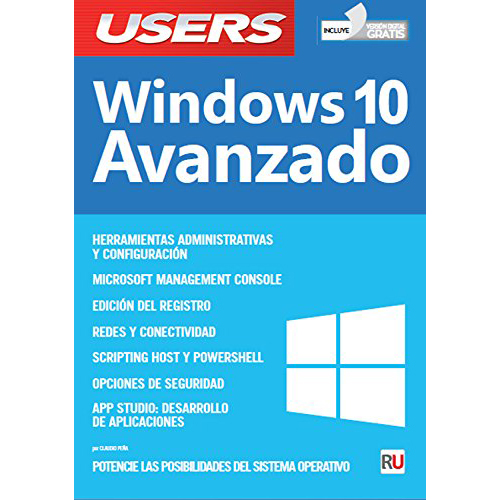 USERS
INCLUYE
VERSIÓN DIGITAL
GRATIS
Windows 10
Avanzado
HERRAMIENTAS ADMINISTRATIVAS
Y CONFIGURACIÓN
MICROSOFT MANAGEMENT CONSOLE
EDICIÓN DEL REGISTRO
REDES Y CONECTIVIDAD
SCRIPTING HOST Y POWERSHELL
OPCIONES DE SEGURIDAD
APP STUDIO: DESARROLLO
DE APLICACIONES
por CLAUDIO PEÑA
POTENCIE LAS POSIBILIDADES DEL SISTEMA OPERATIVO
RU